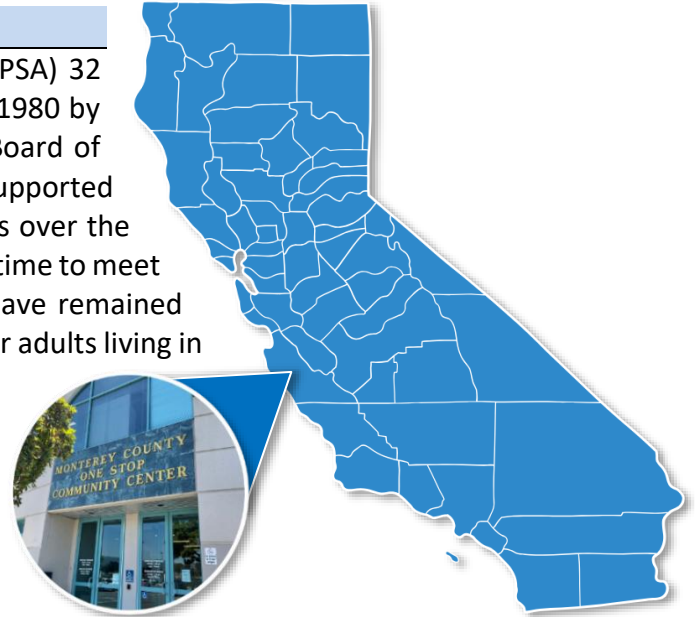 PSA) 32
1980 by
Board of
upported
s over the
time to meet
ave remained
r adults living in
MONTEREY COUNTY
ONE STOP
COMMUNITY CENTER